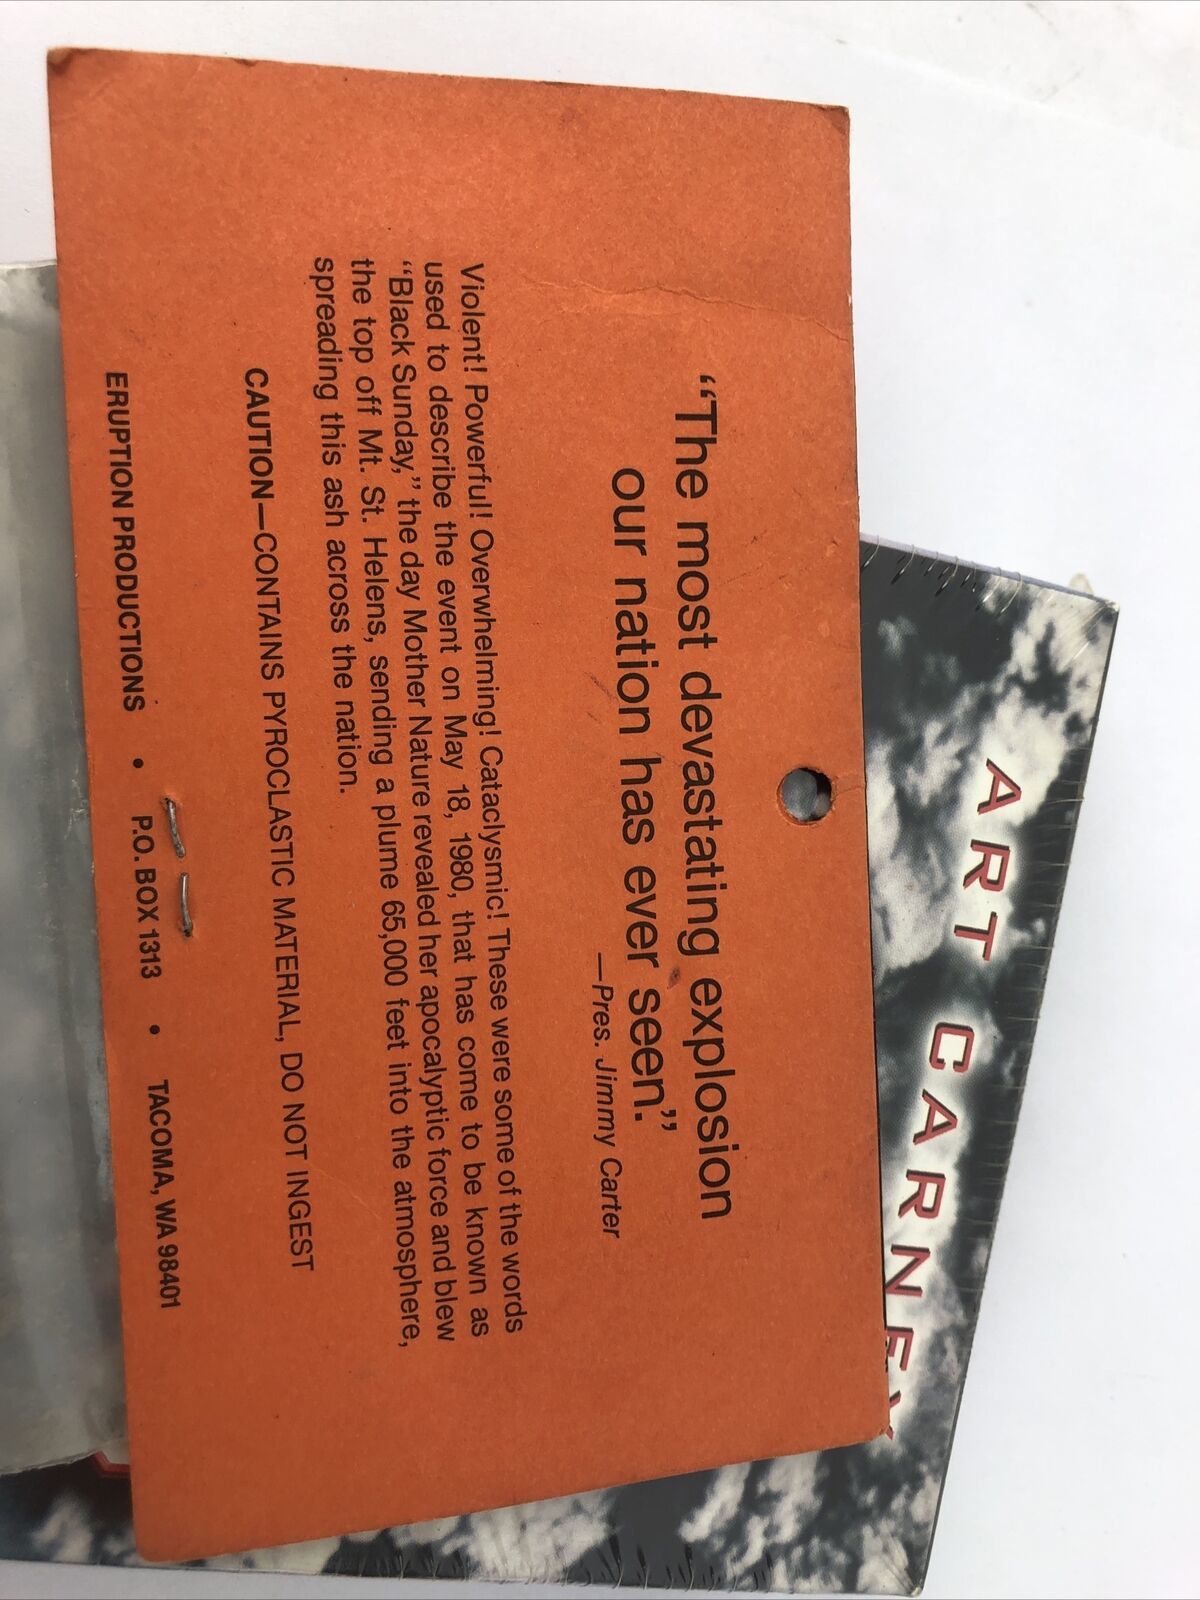 “The most devastating explosion
our nation has ever seen.”
—Pres. Jimmy Carter
Violent! Powerful! Overwhelming! Cataclysmic! These were some of the words
used to describe the event on May 18, 1980, that has come to be known as
“Black Sunday,” the day Mother Nature revealed her apocalyptic force and blew
the top off Mt. St. Helens, sending a plume 65,000 feet into the atmosphere,
spreading this ash across the nation.
CAUTION—CONTAINS PYROCLASTIC MATERIAL, DO NOT INGEST
ERUPTION PRODUCTIONS • P.O. BOX 1313 • TACOMA, WA 98401
ART CARNEY